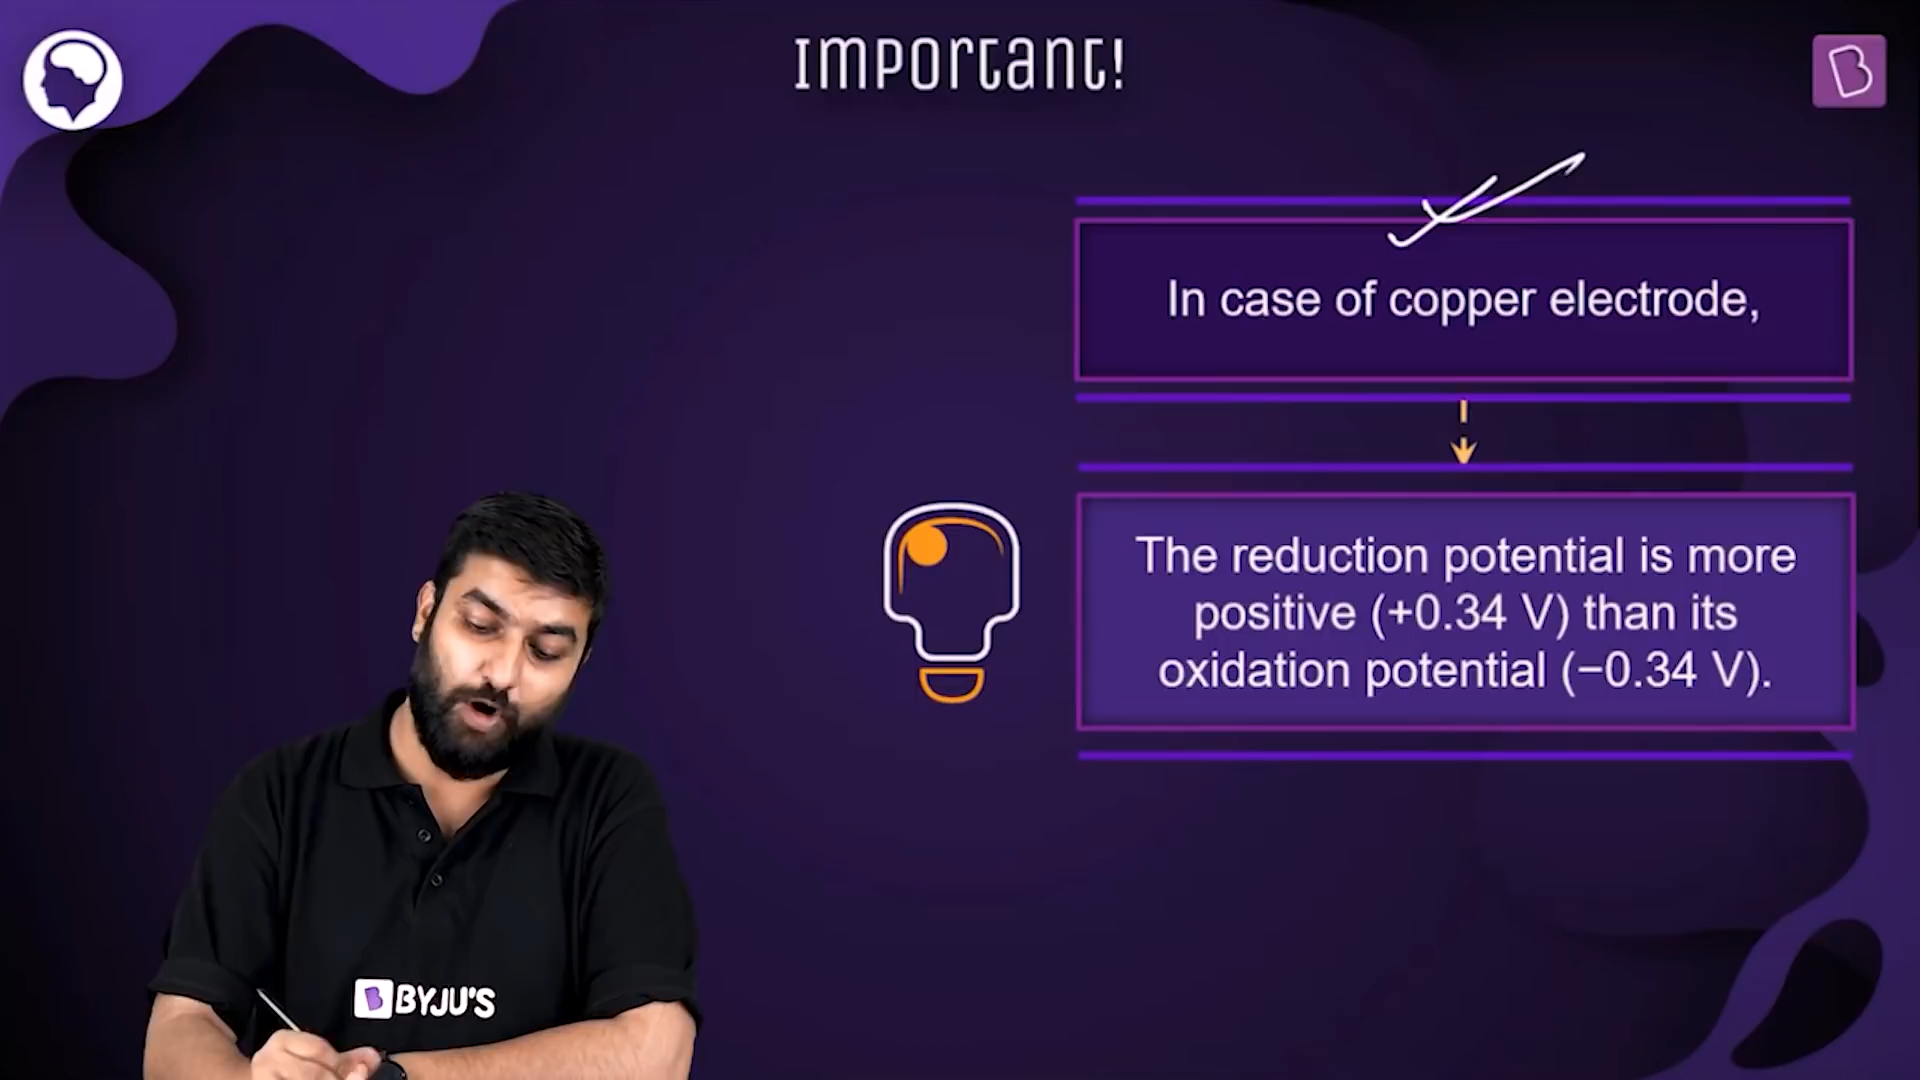 Important!
In case of copper electrode,
The reduction potential is more
positive (+0.34 V) than its
oxidation potential (−0.34 V).
BYJU'S